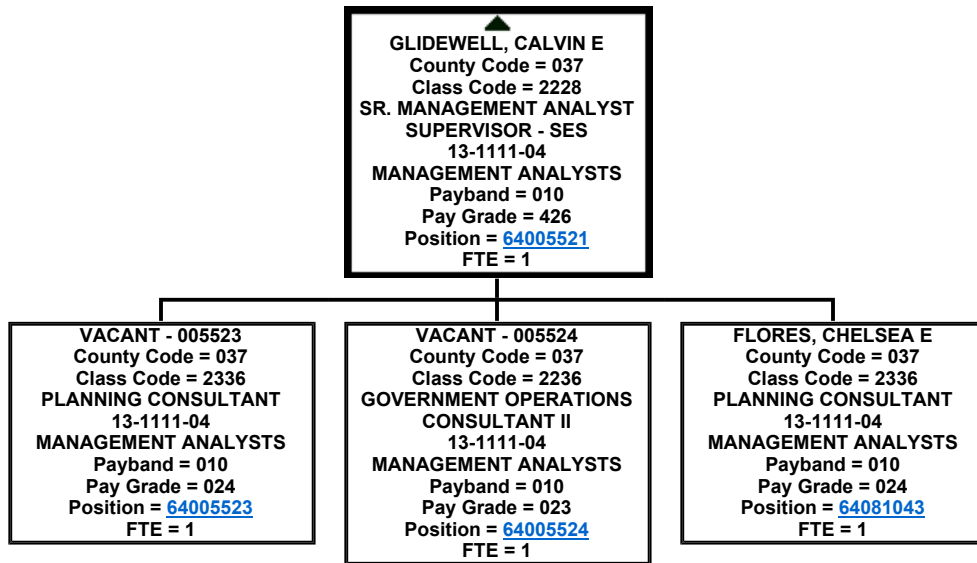 GLIDEWELL, CALVIN E
County Code = 037
Class Code = 2228
SR. MANAGEMENT ANALYST
SUPERVISOR - SES
13-1111-04
MANAGEMENT ANALYSTS
Payband = 010
Pay Grade = 426
Position = 64005521
FTE = 1
VACANT - 005523
County Code = 037
Class Code = 2336
PLANNING CONSULTANT
13-1111-04
MANAGEMENT ANALYSTS
Payband = 010
Pay Grade = 024
Position = 64005523
FTE = 1
VACANT - 005524
County Code = 037
Class Code = 2236
GOVERNMENT OPERATIONS
CONSULTANT II
13-1111-04
MANAGEMENT ANALYSTS
Payband = 010
Pay Grade = 023
Position = 64005524
FTE = 1
FLORES, CHELSEA E
County Code = 037
Class Code = 2336
PLANNING CONSULTANT
13-1111-04
MANAGEMENT ANALYSTS
Payband = 010
Pay Grade = 024
Position = 64081043
FTE = 1